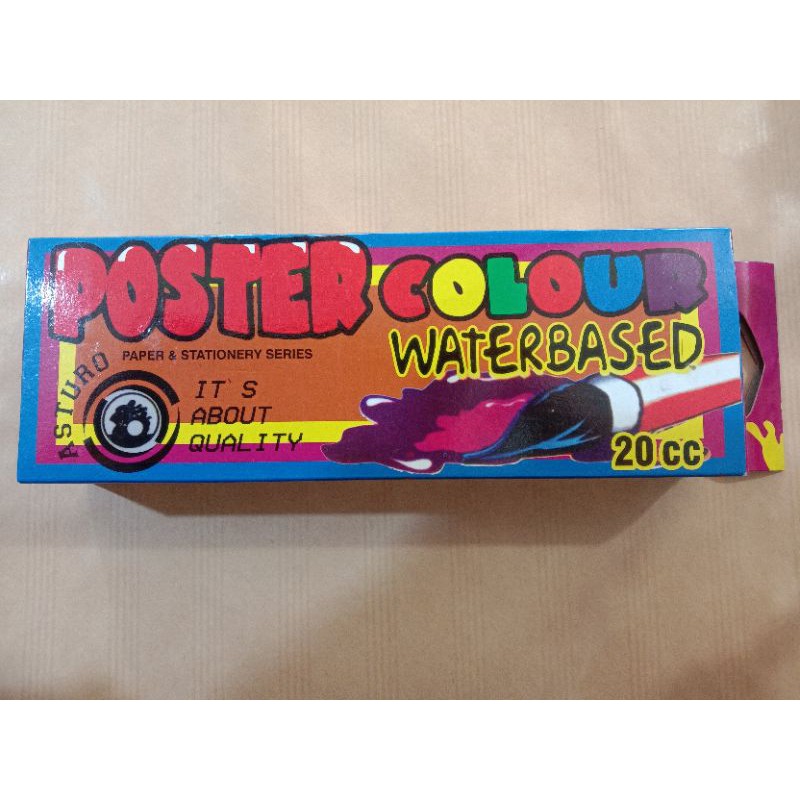 POSTER COLOUR
WATERBASED
PAPER & STATIONERY SERIES
ASTURO
IT`S
ABOUT
QUALITY
20 cc